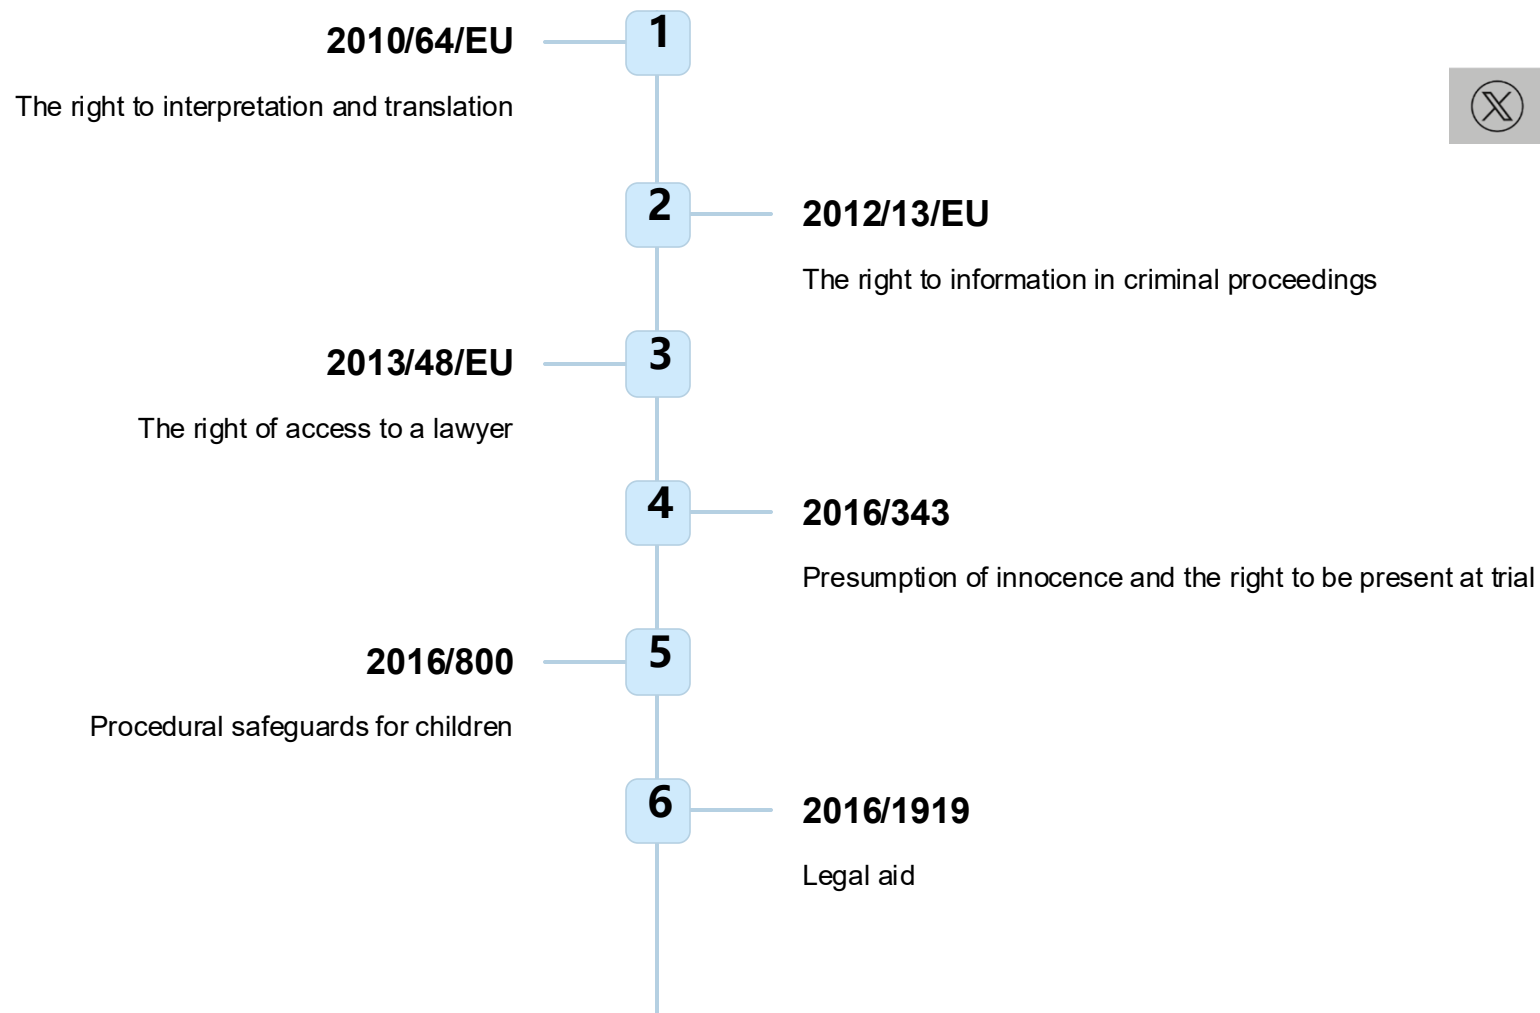 1
2010/64/EU
The right to interpretation and translation
2
2012/13/EU
The right to information in criminal proceedings
3
2013/48/EU
The right of access to a lawyer
4
2016/343
Presumption of innocence and the right to be present at trial
5
2016/800
Procedural safeguards for children
6
2016/1919
Legal aid